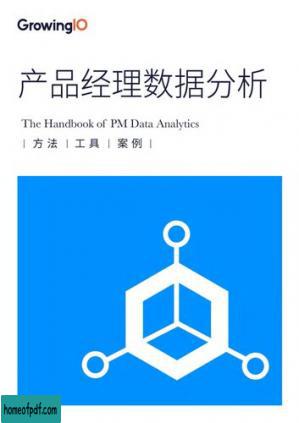 GrowingIO
产品经理数据分析
The Handbook of PM Data Analytics
| 方法 | 工具 | 案例 |
homeofpdf.com